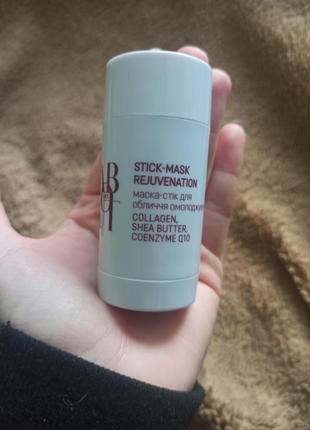 STICK-MASK
REJUVENATION
маска-стік для
обличчя
COLLAGEN,
SHEA BUTTER,
COENZYME Q10